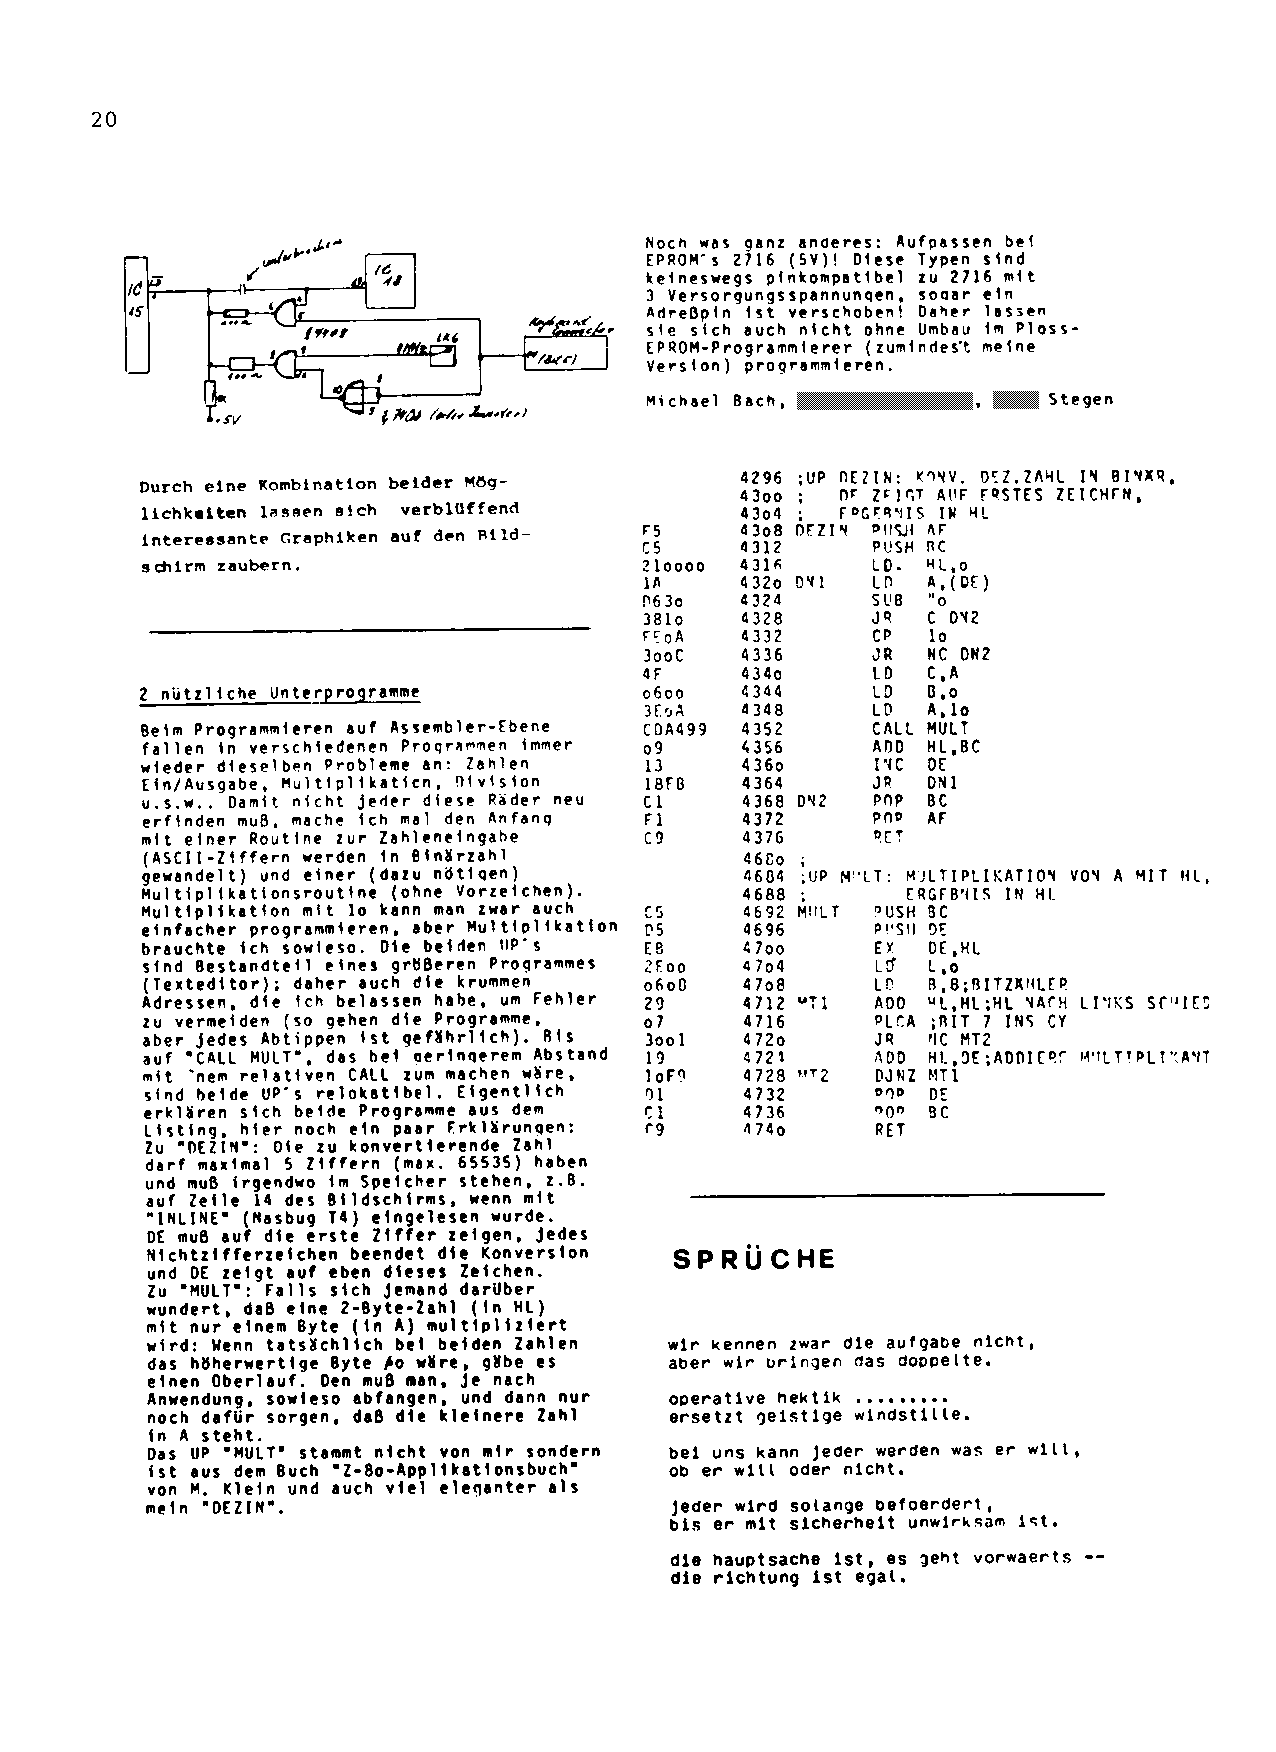 20
IC
15
IC
18
1K6
+5V
Durch eine Kombination beider Mög-
lichkeiten lassen sich verblüffend
interessante Graphiken auf den Bild-
schirm zaubern.
2 nützliche Unterprogramme
Beim Programmieren auf Assembler-Ebene
fallen in verschiedenen Programmen immer
wieder dieselben Probleme an: Zahlen
Ein/Ausgabe, Multiplikation, Division
u.s.w.. Damit nicht jeder diese Räder neu
erfinden muß, mache ich mal den Anfang
mit einer Routine zur Zahleneingabe
(ASCII-Ziffern werden in Binärzahl
gewandelt) und einer (dazu nötigen)
Multiplikationsroutine (ohne Vorzeichen).
Multiplikation mit 1o kann man zwar auch
einfacher programmieren, aber Multiplikation
brauchte ich sowieso. Die beiden UP's
sind Bestandteil eines größeren Programmes
(Texteditor); daher auch die krummen
Adressen, die ich belassen habe, um Fehler
zu vermeiden (so gehen die Programme,
aber jedes Abtippen ist gefährlich). Bis
auf "CALL MULT", das bei geringerem Abstand
mit 'nem relativen CALL zum machen wäre,
sind beide UP's relokatibel. Eigentlich
erklären sich beide Programme aus dem
Listing, hier noch ein paar Erklärungen:
Zu "DEZIN": Die zu konvertierende Zahl
darf maximal 5 Ziffern (max. 65535) haben
und muß irgendwo im Speicher stehen, z.B.
auf Zeile 14 des Bildschirms, wenn mit
"INLINE" (Nasbug T4) eingelesen wurde.
DE muß auf die erste Ziffer zeigen, jedes
Nichtzifferzeichen beendet die Konversion
und DE zeigt auf eben dieses Zeichen.
Zu "MULT": Falls sich jemand darüber
wundert, daß eine 2-Byte-Zahl (in HL)
mit nur einem Byte (in A) multipliziert
wird: Wenn tatsächlich bei beiden Zahlen
das höherwertige Byte ≠o wäre, gäbe es
einen Oberlauf. Den muß man, je nach
Anwendung, sowieso abfangen, und dann nur
noch dafür sorgen, daß die kleinere Zahl
in A steht.
Das UP "MULT" stammt nicht von mir sondern
ist aus dem Buch "Z-8o-Applikationsbuch"
von M. Klein und auch viel eleganter als
mein "DEZIN".
Noch was ganz anderes: Aufpassen bei
EPROM's 2716 (5V)! Diese Typen sind
keineswegs pinkompatibel zu 2716 mit
3 Versorgungsspannungen, sogar ein
Adreßpin ist verschoben! Daher lassen
sie sich auch nicht ohne Umbau im Ploss-
EPROM-Programmierer (zumindes't meine
Version) programmieren.
Michael Bach, , Stegen
4296 ;UP DEZIN: KONV. DEZ.ZAHL IN BINÄR,
43oo ; DE ZEIGT AUF ERSTES ZEICHEN,
43o4 ; ERGEBNIS IN HL
F5 43o8 DEZIN PUSH AF
C5 4312 PUSH BC
21oooo 4316 LD. HL,o
1A 432o DN1 LD A,(DE)
D63o 4324 SUB "o
381o 4328 JR C DN2
FEoA 4332 CP 1o
3ooC 4336 JR NC DN2
4F 434o LD C,A
o6oo 4344 LD B,o
3EoA 4348 LD A,1o
CDA499 4352 CALL MULT
o9 4356 ADD HL,BC
13 436o INC DE
18FB 4364 JR DN1
C1 4368 DN2 POP BC
F1 4372 POP AF
C9 4376 RET
468o ;
4684 ;UP MULT: MULTIPLIKATION VON A MIT HL,
4688 ; ERGEBNIS IN HL
C5 4692 MULT PUSH BC
D5 4696 PUSH DE
EB 47oo EX DE,HL
2Eoo 47o4 LD L,o
o6o8 47o8 LD B,8;BITZÄHLER
29 4712 MT1 ADD HL,HL;HL NACH LINKS SCHIEB
o7 4716 RLCA ;BIT 7 INS CY
3oo1 472o JR NC MT2
19 4721 ADD HL,DE;ADDIERE MULTIPLIKANT
1oF9 4728 MT2 DJNZ MT1
D1 4732 POP DE
C1 4736 POP BC
C9 474o RET
SPRÜCHE
wir kennen zwar die aufgabe nicht,
aber wir bringen das doppelte.
operative hektik .........
ersetzt geistige windstille.
bei uns kann jeder werden was er will,
ob er will oder nicht.
jeder wird solange befoerdert,
bis er mit sicherheit unwirksam ist.
die hauptsache ist, es geht vorwaerts --
die richtung ist egal.